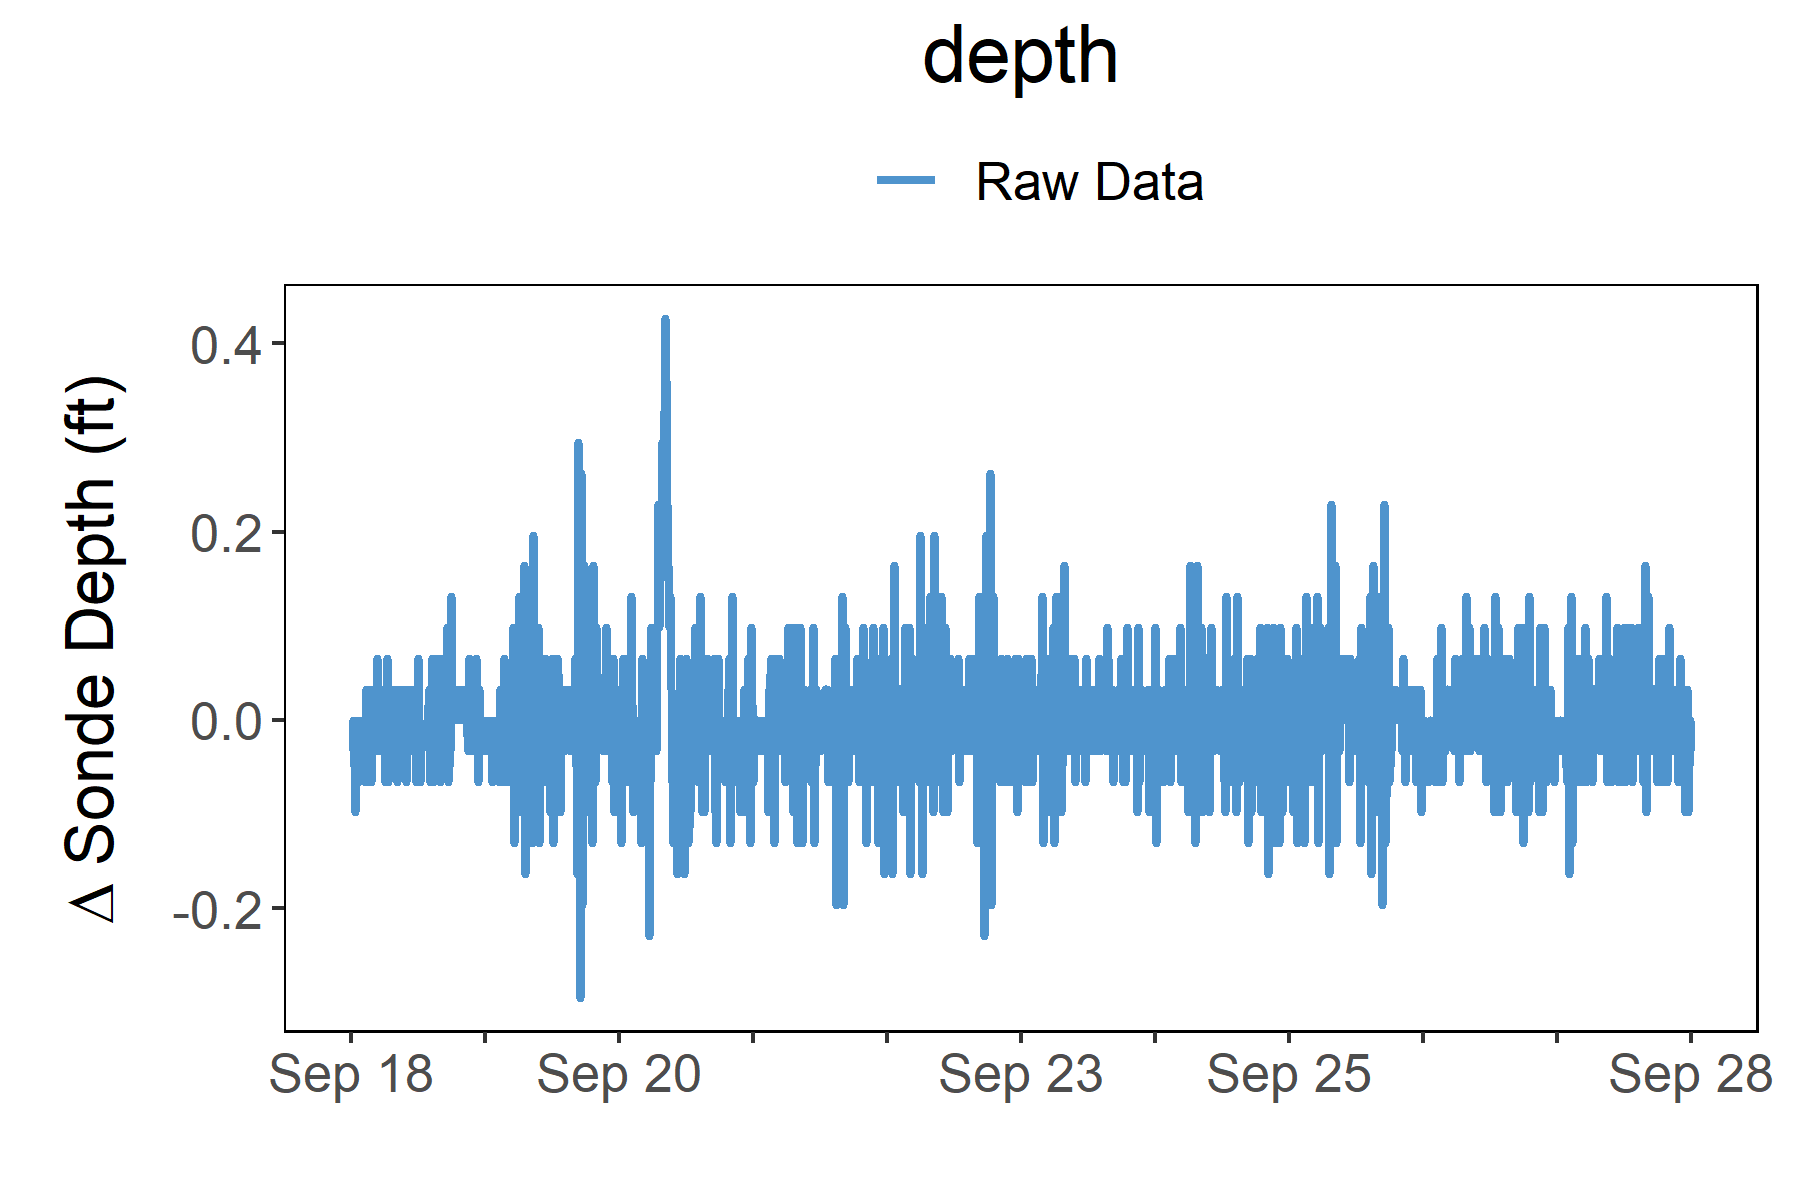 depth
Raw Data
Δ Sonde Depth (ft)
0.4
0.2
0.0
-0.2
Sep 18 Sep 20 Sep 23 Sep 25 Sep 28